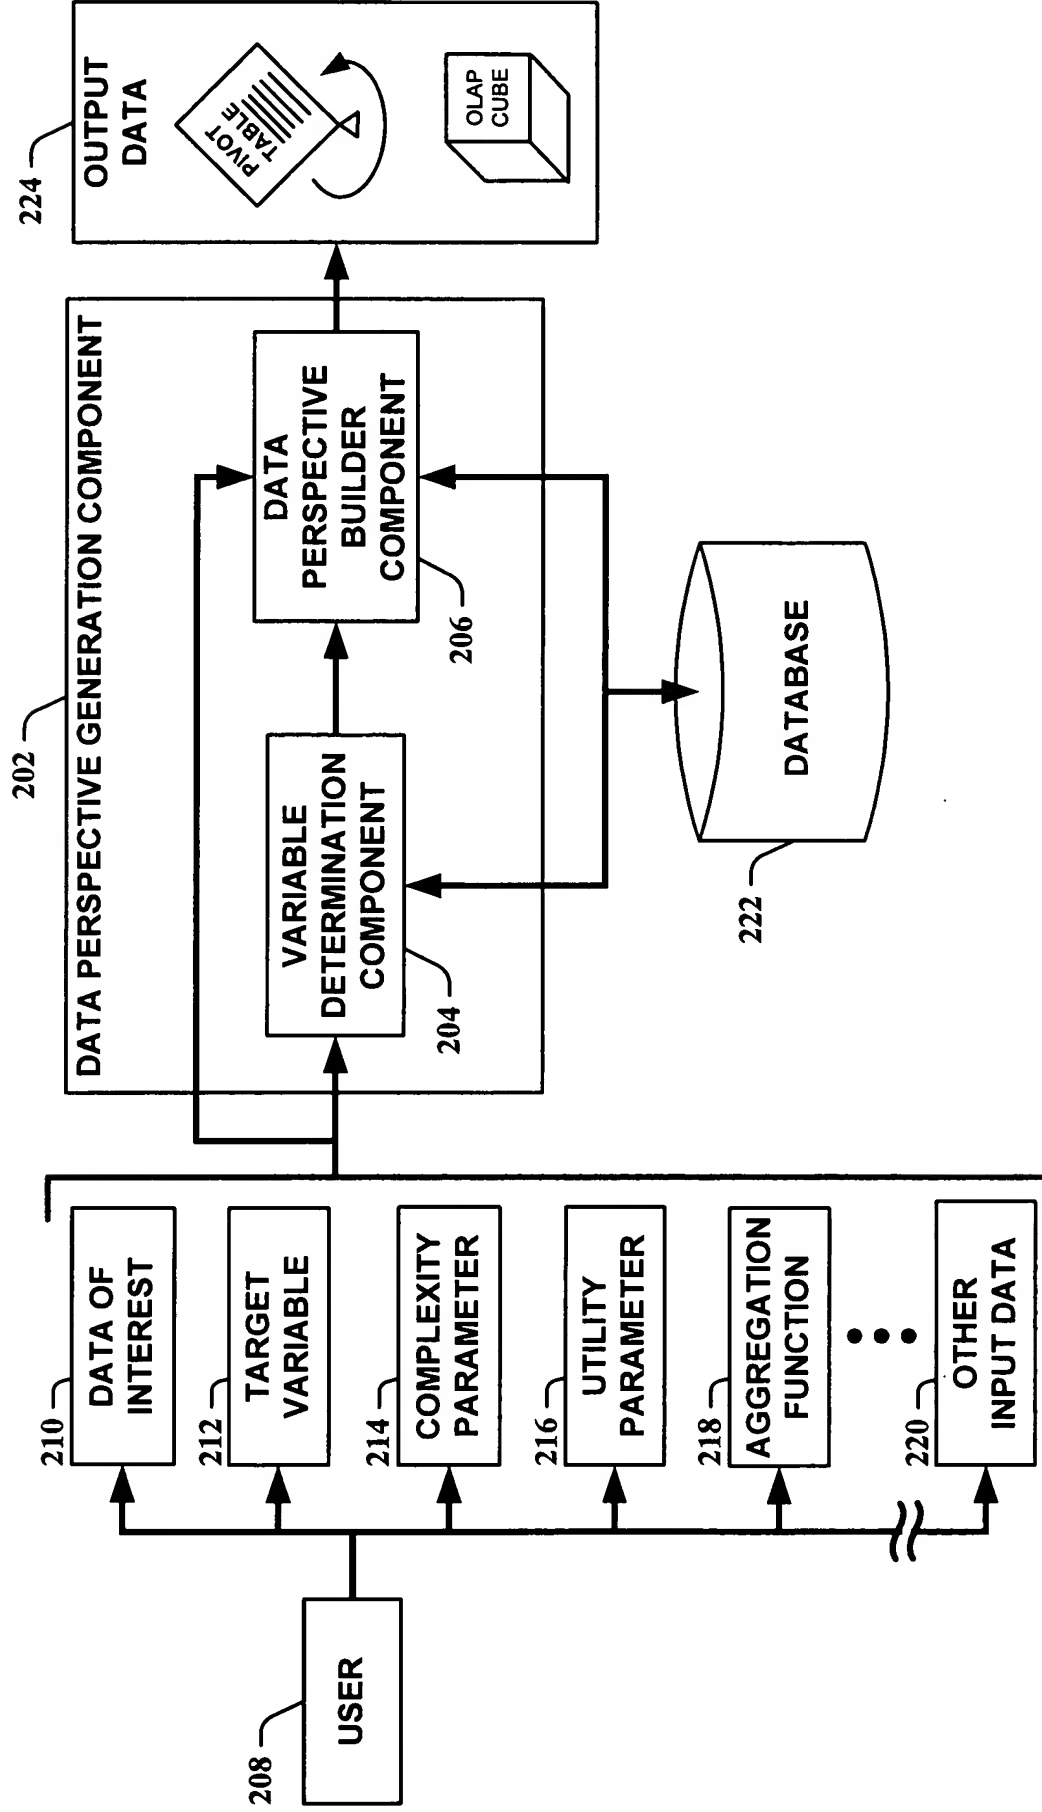 208
USER
210
DATA OF
INTEREST
212
TARGET
VARIABLE
214
COMPLEXITY
PARAMETER
216
UTILITY
PARAMETER
218
AGGREGATION
FUNCTION
220
OTHER
INPUT DATA
202
DATA PERSPECTIVE GENERATION COMPONENT
VARIABLE
DETERMINATION
COMPONENT
204
DATA
PERSPECTIVE
BUILDER
COMPONENT
206
222
DATABASE
224
OUTPUT
DATA
PIVOT
TABLE
OLAP
CUBE